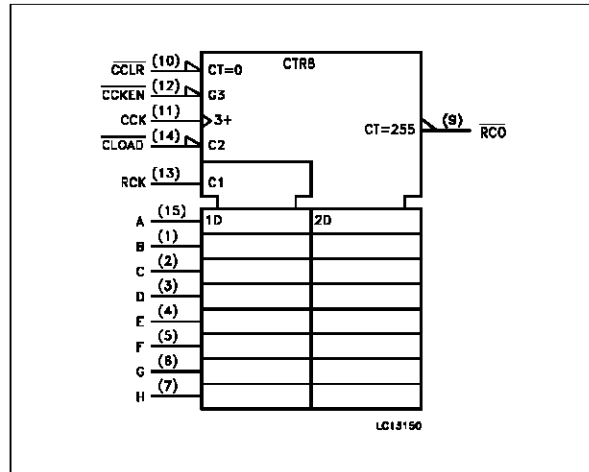 CTR8
CCLR (10) CT=0
CCKEN (12) G3
CCK (11) 3+
CT=255 (9) RCO
CLOAD (14) C2
RCK (13) C1
A (15) 1D 2D
B (1)
C (2)
D (3)
E (4)
F (5)
G (6)
H (7)
LC13150